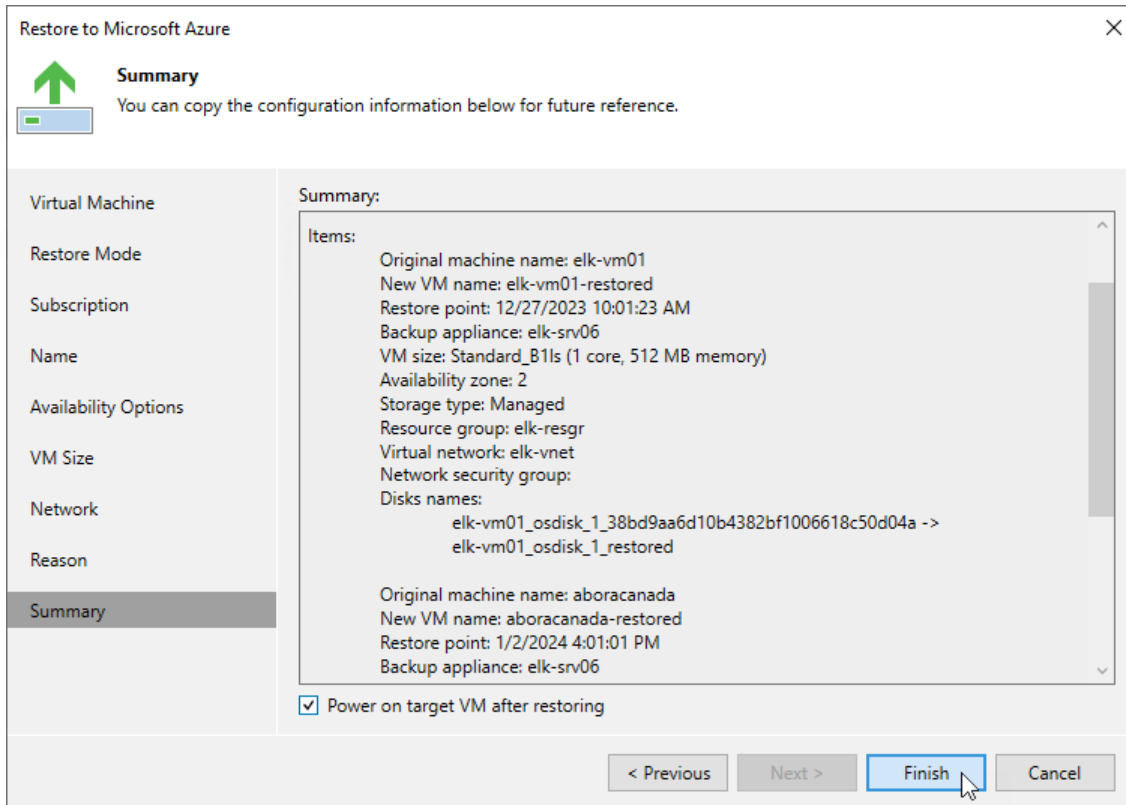 Restore to Microsoft Azure
Summary
You can copy the configuration information below for future reference.
Virtual Machine
Restore Mode
Subscription
Name
Availability Options
VM Size
Network
Reason
Summary
Summary:
Items:
Original machine name: elk-vm01
New VM name: elk-vm01-restored
Restore point: 12/27/2023 10:01:23 AM
Backup appliance: elk-srv06
VM size: Standard_B1ls (1 core, 512 MB memory)
Availability zone: 2
Storage type: Managed
Resource group: elk-resgr
Virtual network: elk-vnet
Network security group:
Disks names:
elk-vm01_osdisk_1_38bd9aa6d10b4382bf1006618c50d04a ->
elk-vm01_osdisk_1_restored
Original machine name: aboracanada
New VM name: aboracanada-restored
Restore point: 1/2/2024 4:01:01 PM
Backup appliance: elk-srv06
Power on target VM after restoring
< Previous
Next >
Finish
Cancel